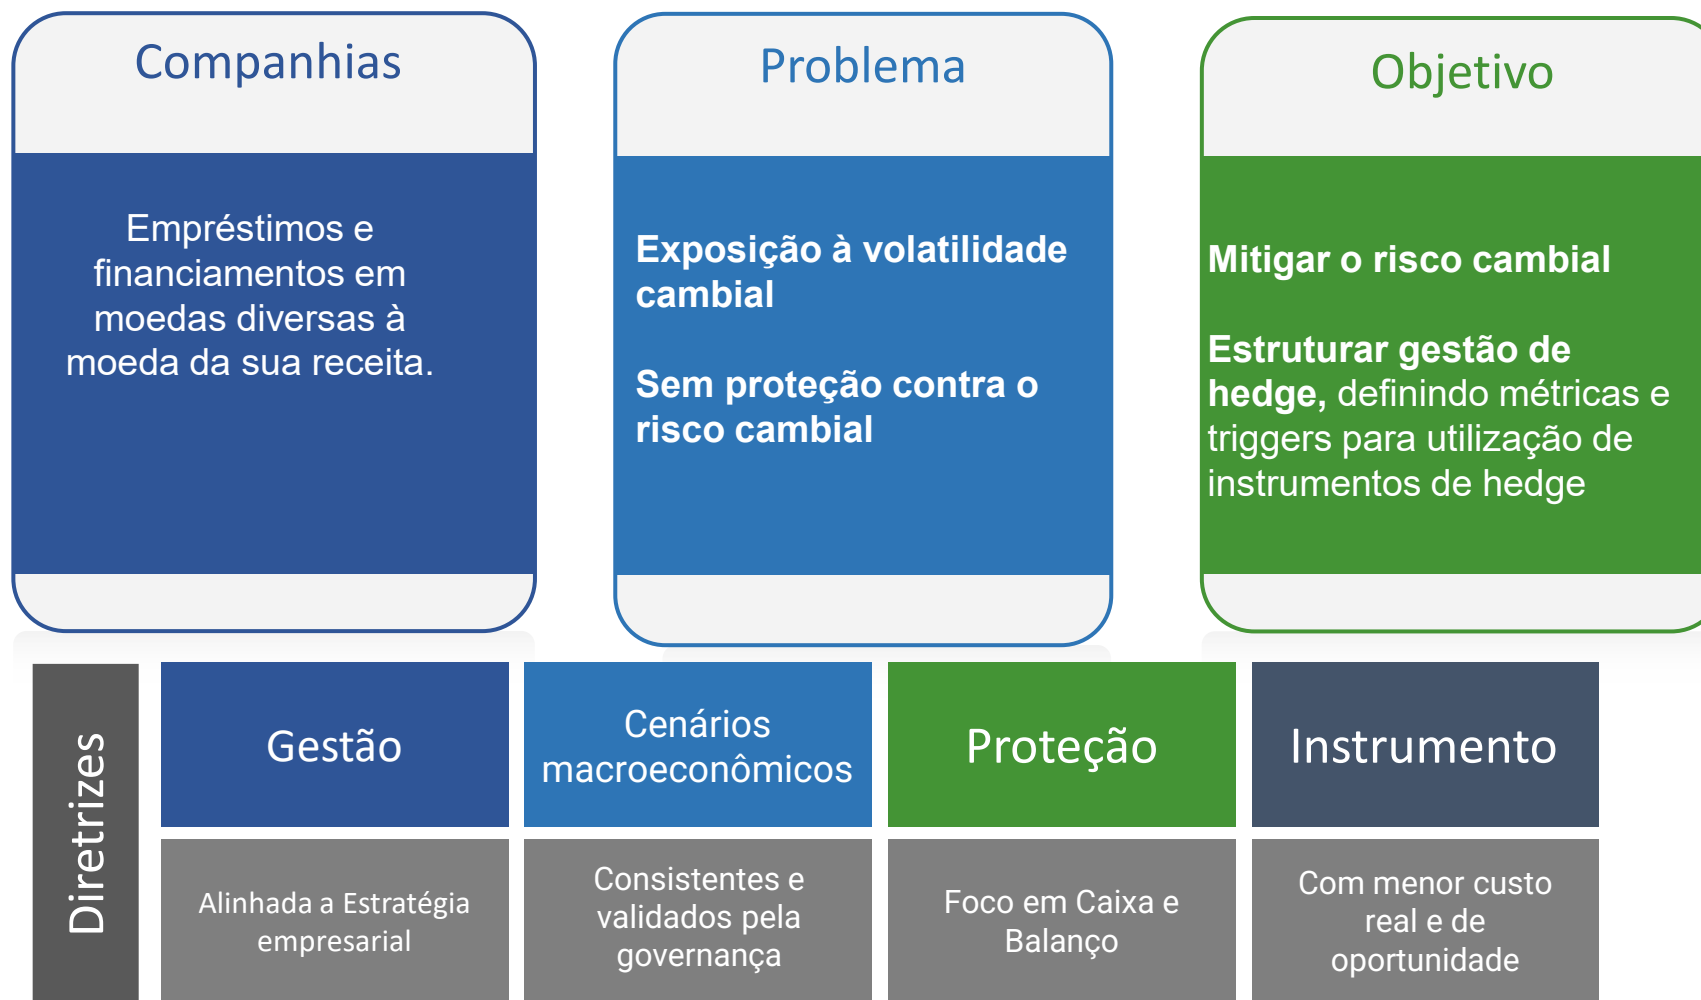 Companhias
Empréstimos e
financiamentos em
moedas diversas à
moeda da sua receita.
Problema
Exposição à volatilidade
cambial
Sem proteção contra o
risco cambial
Objetivo
Mitigar o risco cambial
Estruturar gestão de
hedge, definindo métricas e
triggers para utilização de
instrumentos de hedge
Diretrizes
Gestão
Alinhada a Estratégia
empresarial
Cenários
macroeconômicos
Consistentes e
validados pela
governança
Proteção
Foco em Caixa e
Balanço
Instrumento
Com menor custo
real e de
oportunidade